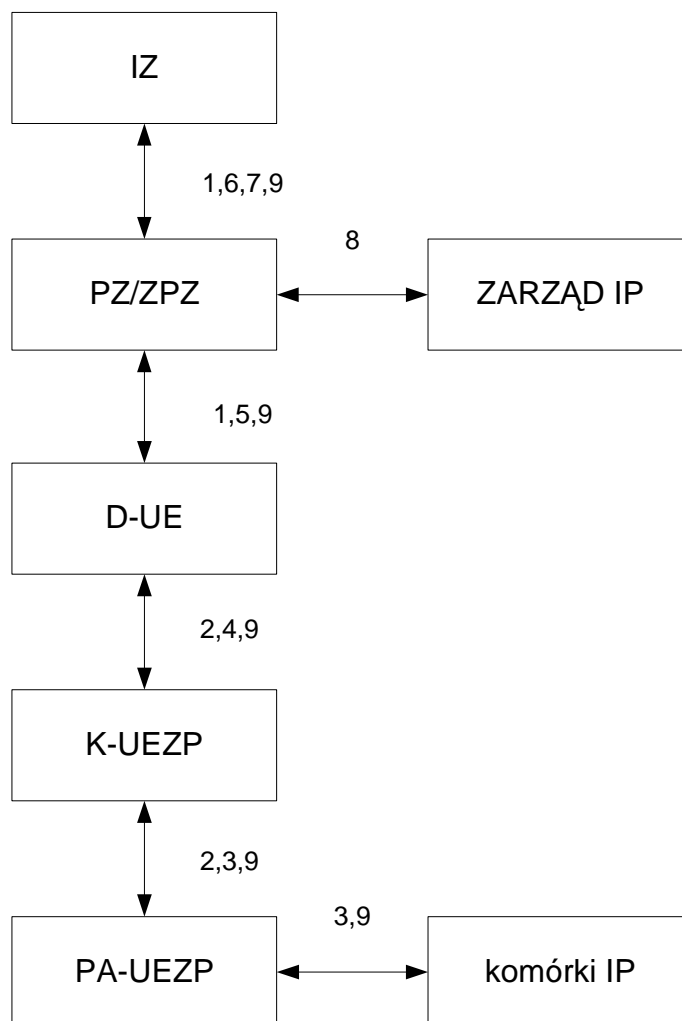 IZ
1,6,7,9
8
PZ/ZPZ
ZARZĄD IP
1,5,9
D-UE
2,4,9
K-UEZP
2,3,9
3,9
PA-UEZP
komórki IP